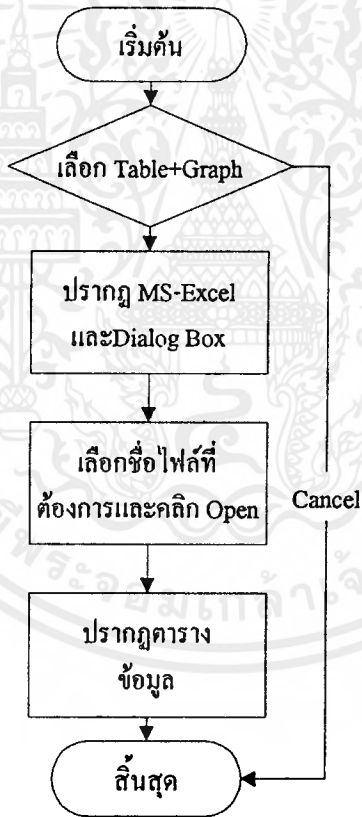 เริ่มต้น
เลือก Table+Graph
ปรากฏ MS-Excel
และDialog Box
เลือกชื่อไฟล์ที่
ต้องการและคลิก Open
Cancel
ปรากฏตาราง
ข้อมูล
สิ้นสุด